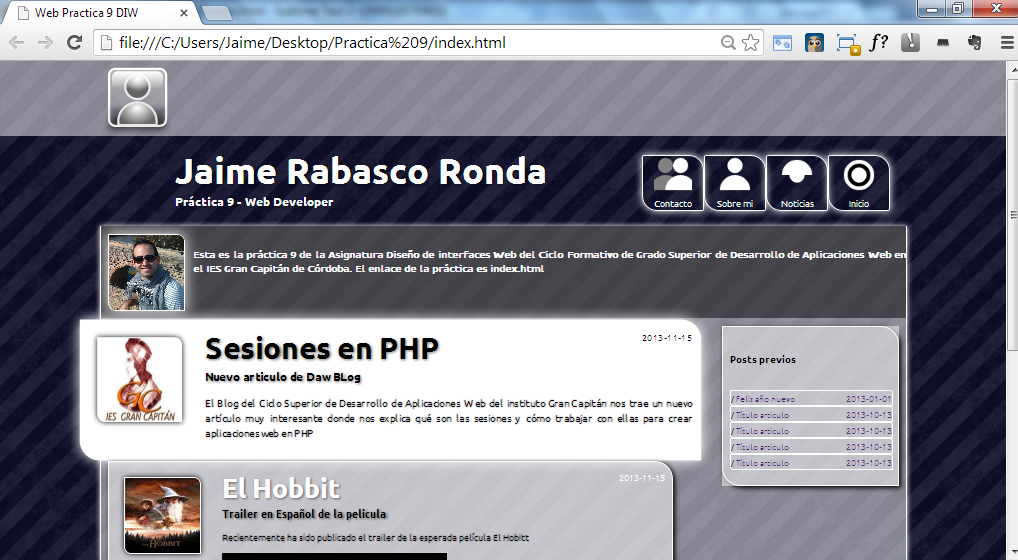 Web Practica 9 DIW
file:///C:/Users/Jaime/Desktop/Practica%209/index.html
f?
Jaime Rabasco Ronda
Práctica 9 - Web Developer
Contacto
Sobre mi
Noticias
Inicio
Esta es la práctica 9 de la Asignatura Diseño de interfaces Web del Ciclo Formativo de Grado Superior de Desarrollo de Aplicaciones Web en
el IES Gran Capitán de Córdoba. El enlace de la práctica es index.html
2013-11-15
Sesiones en PHP
Nuevo articulo de Daw BLog
El Blog del Ciclo Superior de Desarrollo de Aplicaciones Web del instituto Gran Capitán nos trae un nuevo
artículo muy interesante donde nos explica qué son las sesiones y cómo trabajar con ellas para crear
aplicaciones web en PHP
GC
IES GRAN CAPITÁN
Posts previos
/ Feliz año nuevo 2013-01-01
/ Título articulo 2013-10-13
/ Título articulo 2013-10-13
/ Título articulo 2013-10-13
/ Título articulo 2013-10-13
2013-11-15
El Hobbit
Trailer en Español de la pelicula
Recientemente ha sido publicado el trailer de la esperada película El Hobitt
HOBBIT